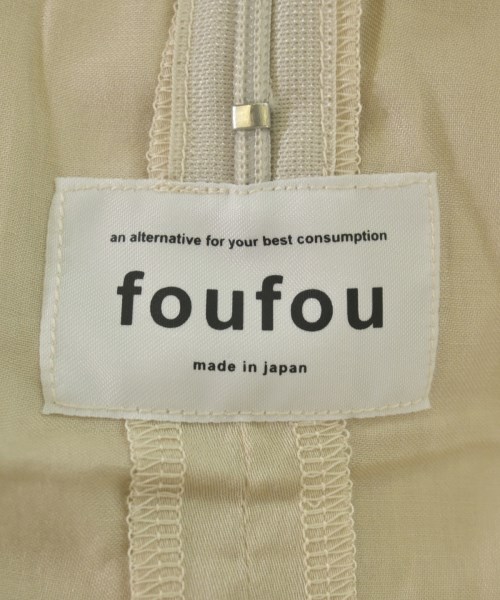 an alternative for your best consumption
foufou
made in japan